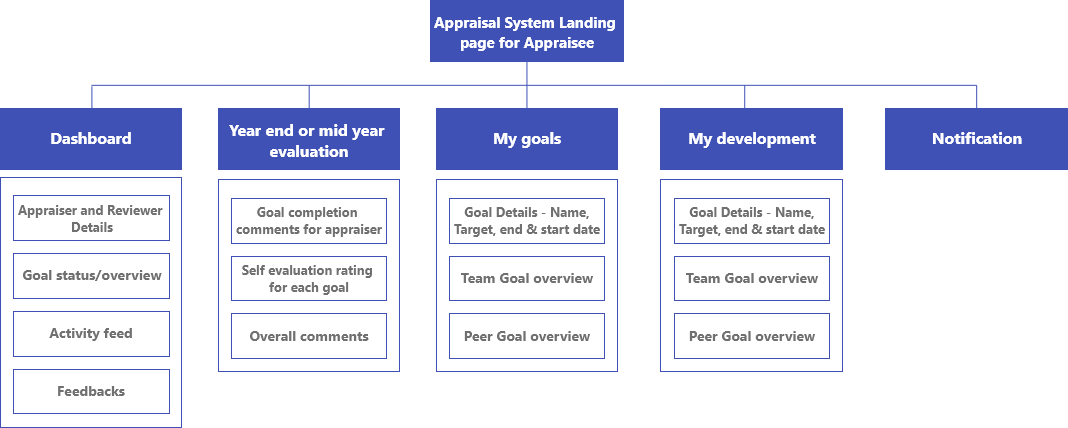 Appraisal System Landing
page for Appraisee
Dashboard
Year end or mid year
evaluation
My goals
My development
Notification
Appraiser and Reviewer
Details
Goal status/overview
Activity feed
Feedbacks
Goal completion
comments for appraiser
Self evaluation rating
for each goal
Overall comments
Goal Details - Name,
Target, end & start date
Team Goal overview
Peer Goal overview
Goal Details - Name,
Target, end & start date
Team Goal overview
Peer Goal overview